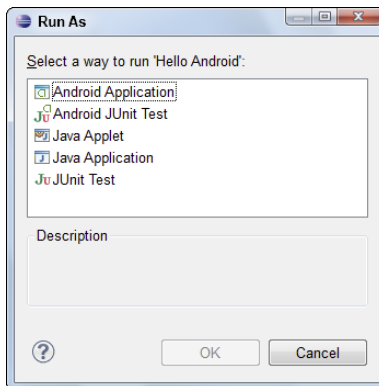 Run As
Select a way to run 'Hello Android':
Android Application
Android JUnit Test
Java Applet
Java Application
JUnit Test
Description
OK
Cancel